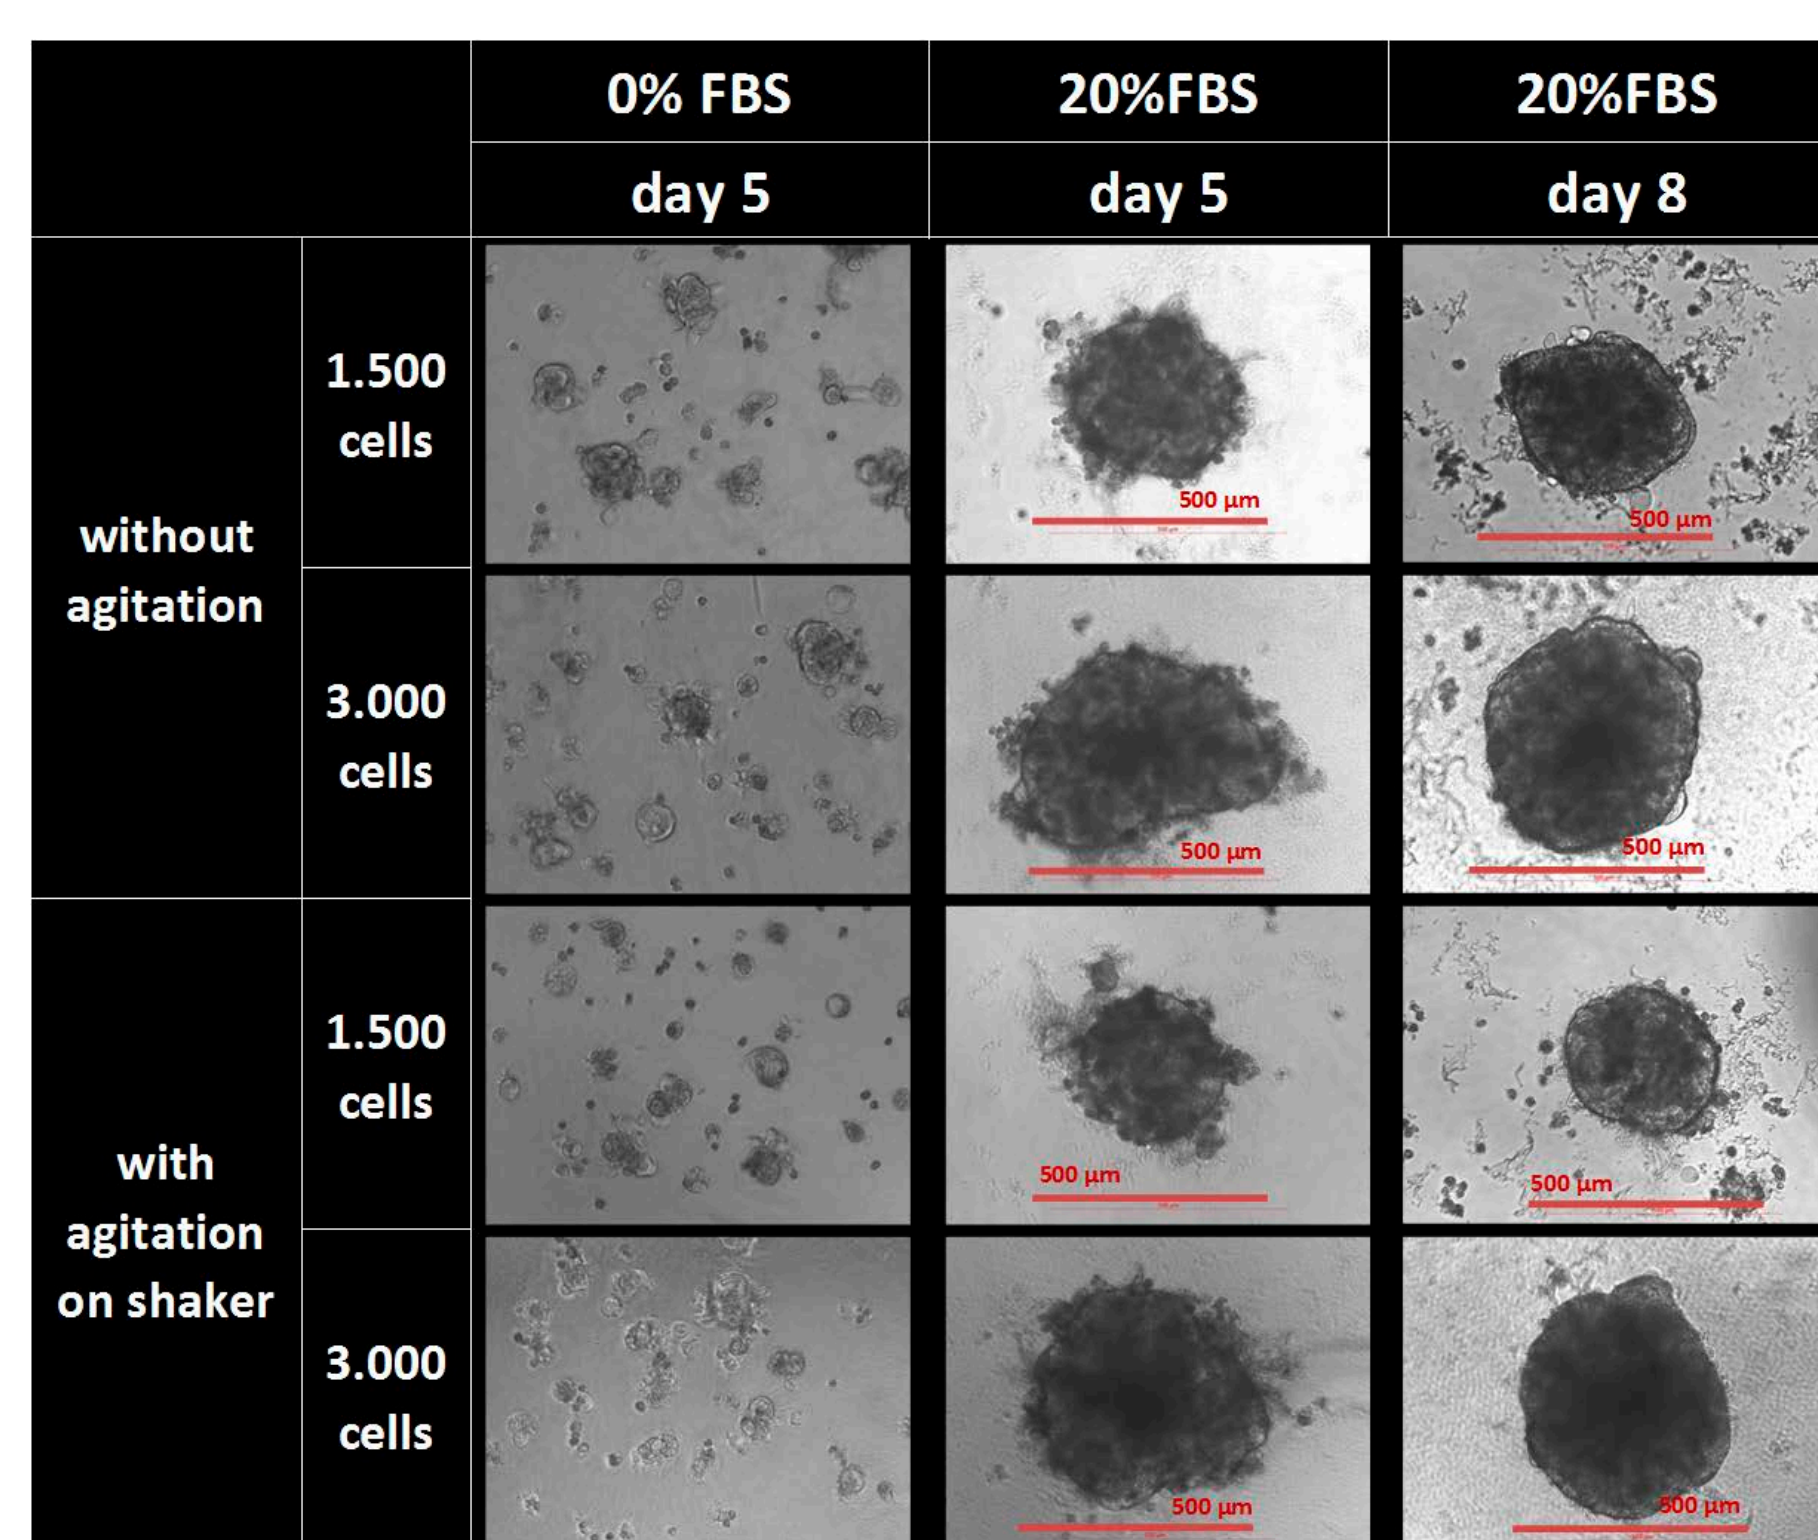 0% FBS
20%FBS
20%FBS
day 5
day 5
day 8
without
agitation
1.500
cells
500 µm
500 µm
3.000
cells
500 µm
500 µm
with
agitation
on shaker
1.500
cells
500 µm
500 µm
3.000
cells
500 µm
500 µm